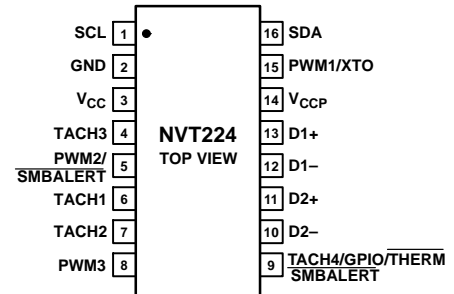 SCL 1 16 SDA
GND 2 15 PWM1/XTO
VCC 3 14 VCCP
TACH3 4 NVT224 13 D1+
TOP VIEW
PWM2/
SMBALERT 5 12 D1–
TACH1 6 11 D2+
TACH2 7 10 D2–
PWM3 8 9 TACH4/GPIO/THERM
SMBALERT